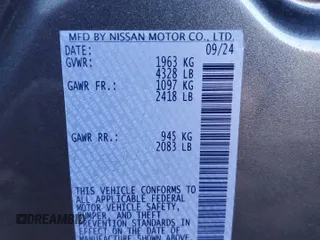 MFD BY NISSAN MOTOR CO., LTD.
DATE: 09/24
GVWR: 1963 KG
4328 LB
GAWR FR.: 1097 KG
2418 LB
GAWR RR.: 945 KG
2083 LB
THIS VEHICLE CONFORMS TO
ALL APPLICABLE FEDERAL
MOTOR VEHICLE SAFETY,
BUMPER, AND THEFT
PREVENTION STANDARDS IN
EFFECT ON THE DATE OF